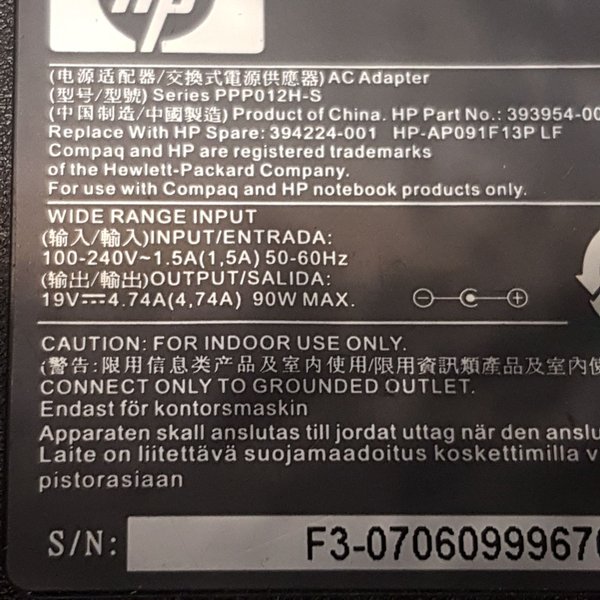 hp
(电源适配器/交換式電源供應器) AC Adapter
(型号/型號) Series PPP012H-S
(中国制造/中國製造) Product of China. HP Part No.: 393954-00
Replace With HP Spare: 394224-001 HP-AP091F13P LF
Compaq and HP are registered trademarks
of the Hewlett-Packard Company.
For use with Compaq and HP notebook products only.
WIDE RANGE INPUT
(输入/輸入)INPUT/ENTRADA:
100-240V~1.5A(1,5A) 50-60Hz
(输出/輸出)OUTPUT/SALIDA:
19V⎓4.74A(4,74A) 90W MAX.
CAUTION: FOR INDOOR USE ONLY.
(警告:限用信息类产品及室内使用/限用資訊類產品及室內使
CONNECT ONLY TO GROUNDED OUTLET.
Endast för kontorsmaskin
Apparaten skall anslutas till jordat uttag när den anslu
Laite on liitettävä suojamaadoitus koskettimilla v
pistorasiaan
S/N: F3-07060999670